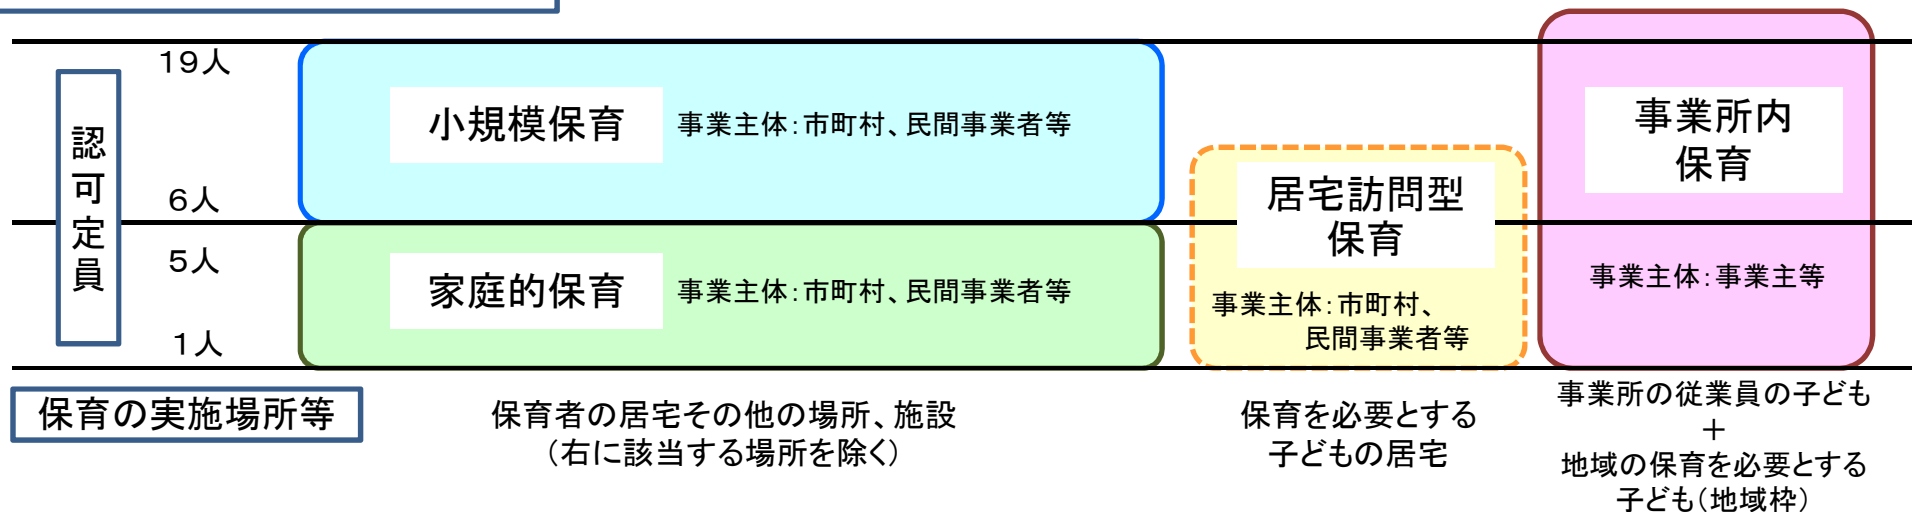 認可定員
19人
6人
5人
1人
小規模保育
事業主体：市町村、民間事業者等
家庭的保育
事業主体：市町村、民間事業者等
居宅訪問型
保育
事業主体：市町村、
民間事業者等
事業所内
保育
事業主体：事業主等
保育の実施場所等
保育者の居宅その他の場所、施設
（右に該当する場所を除く）
保育を必要とする
子どもの居宅
事業所の従業員の子ども
＋
地域の保育を必要とする
子ども（地域枠）